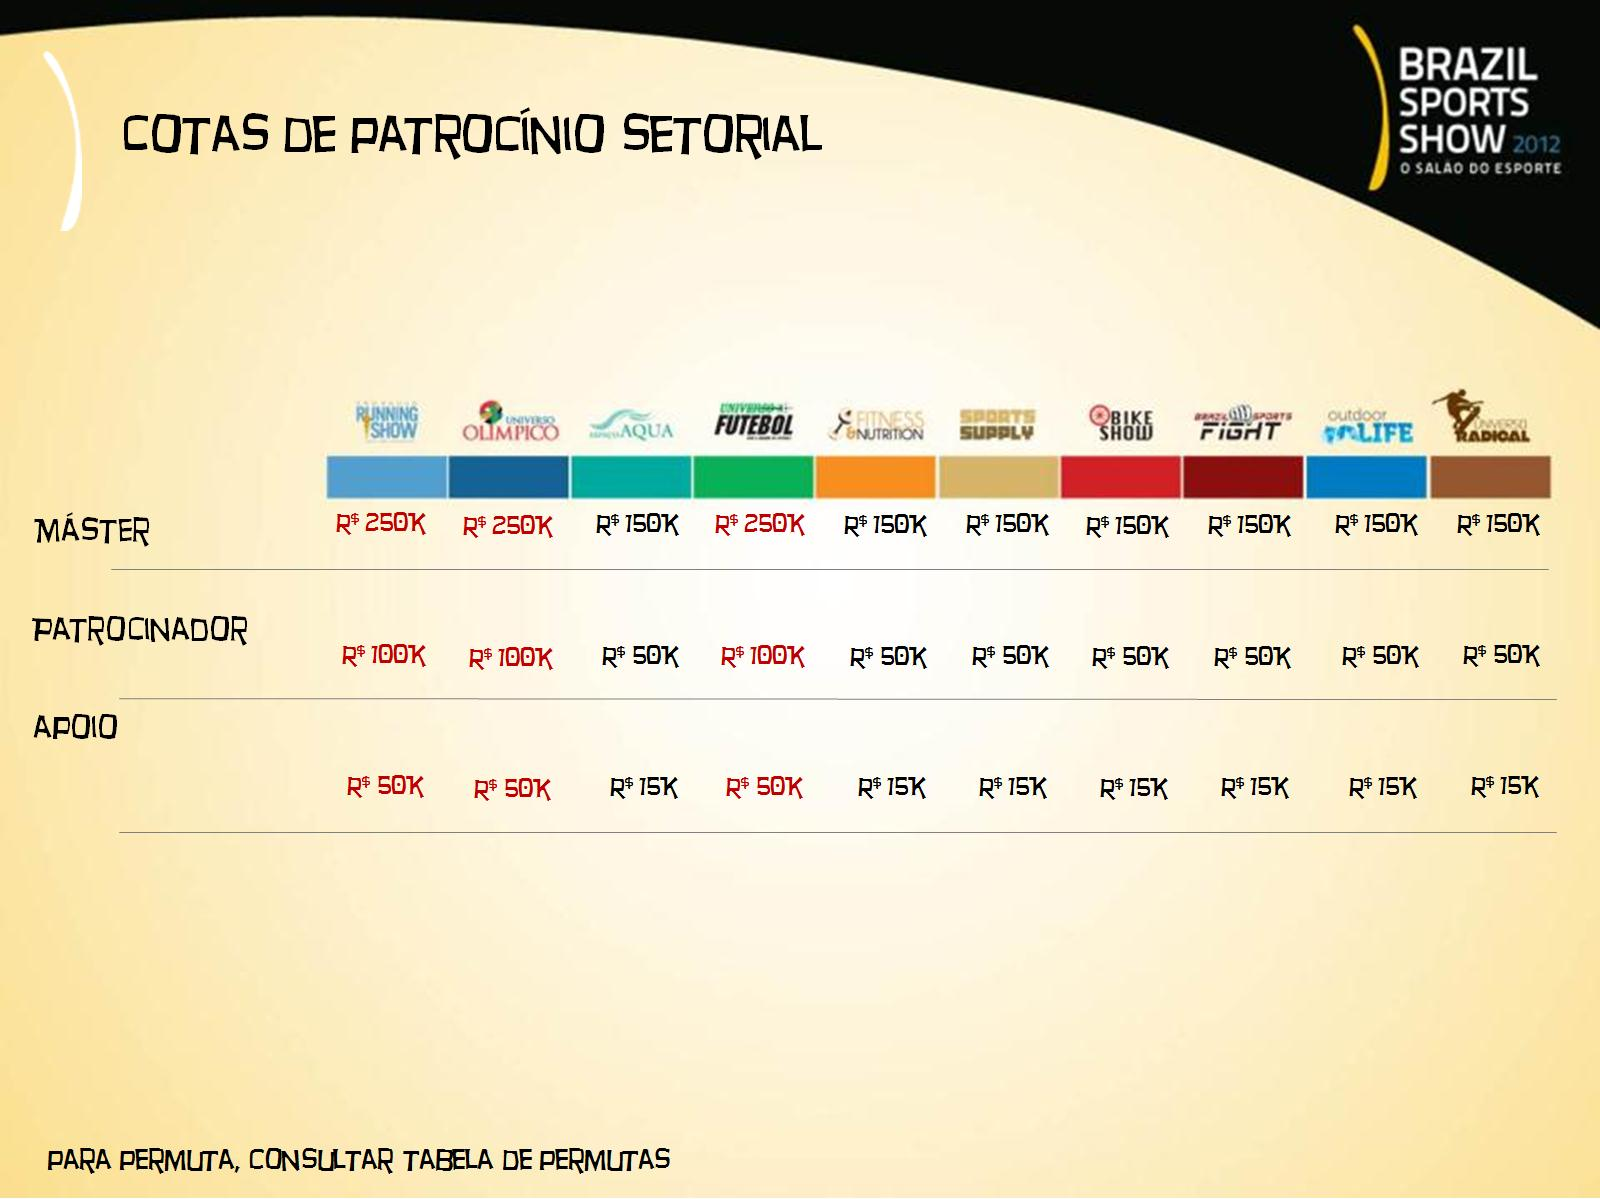 BRAZIL
SPORTS
SHOW 2012
O SALÃO DO ESPORTE
COTAS DE PATROCÍNIO SETORIAL
RUNNING SHOW
UNIVERSO OLÍMPICO
ESPAÇO AQUA
UNIVERSO FUTEBOL
FITNESS & NUTRITION
SPORTS SUPPLY
BIKE SHOW
BRAZIL SPORTS FIGHT
outdoor LIFE
UNIVERSO RADICAL
MÁSTER R$ 250K R$ 250K R$ 150K R$ 250K R$ 150K R$ 150K R$ 150K R$ 150K R$ 150K R$ 150K
PATROCINADOR
R$ 100K R$ 100K R$ 50K R$ 100K R$ 50K R$ 50K R$ 50K R$ 50K R$ 50K R$ 50K
APOIO
R$ 50K R$ 50K R$ 15K R$ 50K R$ 15K R$ 15K R$ 15K R$ 15K R$ 15K R$ 15K
PARA PERMUTA, CONSULTAR TABELA DE PERMUTAS